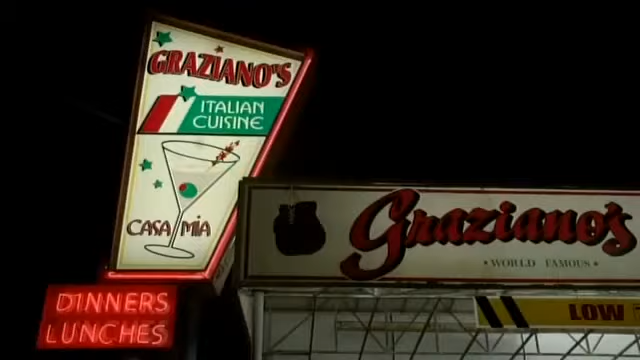 GRAZIANO'S
ITALIAN
CUISINE
CASA MIA
DINNERS
LUNCHES
Graziano's
• WORLD FAMOUS •
LOW